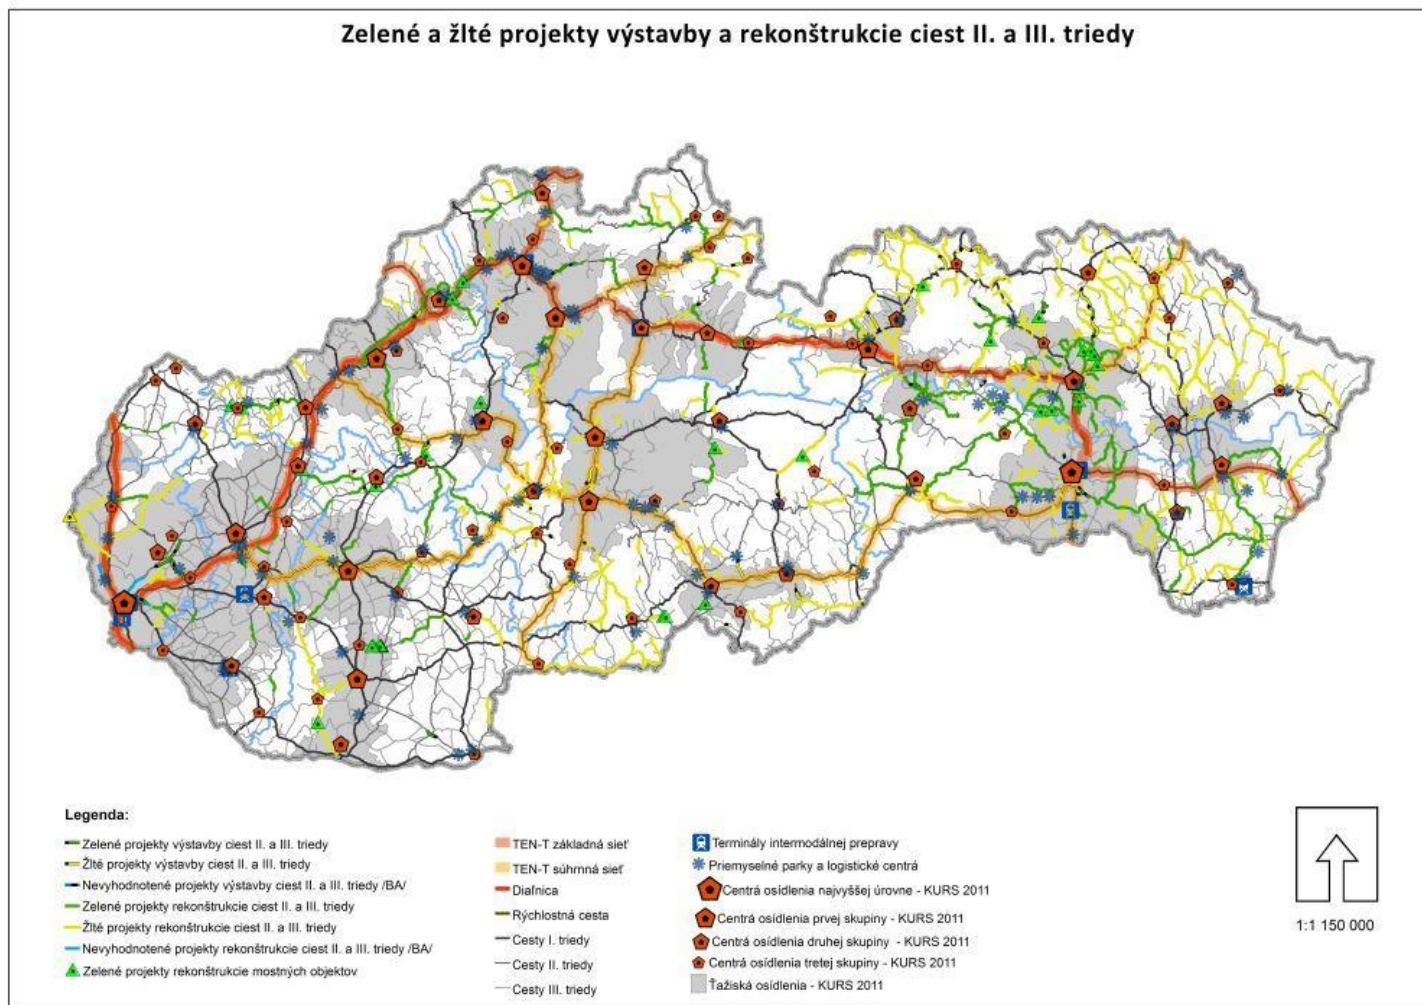 Zelené a žlté projekty výstavby a rekonštrukcie ciest II. a III. triedy
Legenda:
Zelené projekty výstavby ciest II. a III. triedy
Žlté projekty výstavby ciest II. a III. triedy
Nevyhodnotené projekty výstavby ciest II. a III. triedy /BA/
Zelené projekty rekonštrukcie ciest II. a III. triedy
Žlté projekty rekonštrukcie ciest II. a III. triedy
Nevyhodnotené projekty rekonštrukcie ciest II. a III. triedy /BA/
Zelené projekty rekonštrukcie mostných objektov
TEN-T základná sieť
TEN-T súhrnná sieť
Diaľnica
Rýchlostná cesta
Cesty I. triedy
Cesty II. triedy
Cesty III. triedy
Terminály intermodálnej prepravy
Priemyselné parky a logistické centrá
Centrá osídlenia najvyššej úrovne - KURS 2011
Centrá osídlenia prvej skupiny - KURS 2011
Centrá osídlenia druhej skupiny - KURS 2011
Centrá osídlenia tretej skupiny - KURS 2011
Ťažiská osídlenia - KURS 2011
1:1 150 000